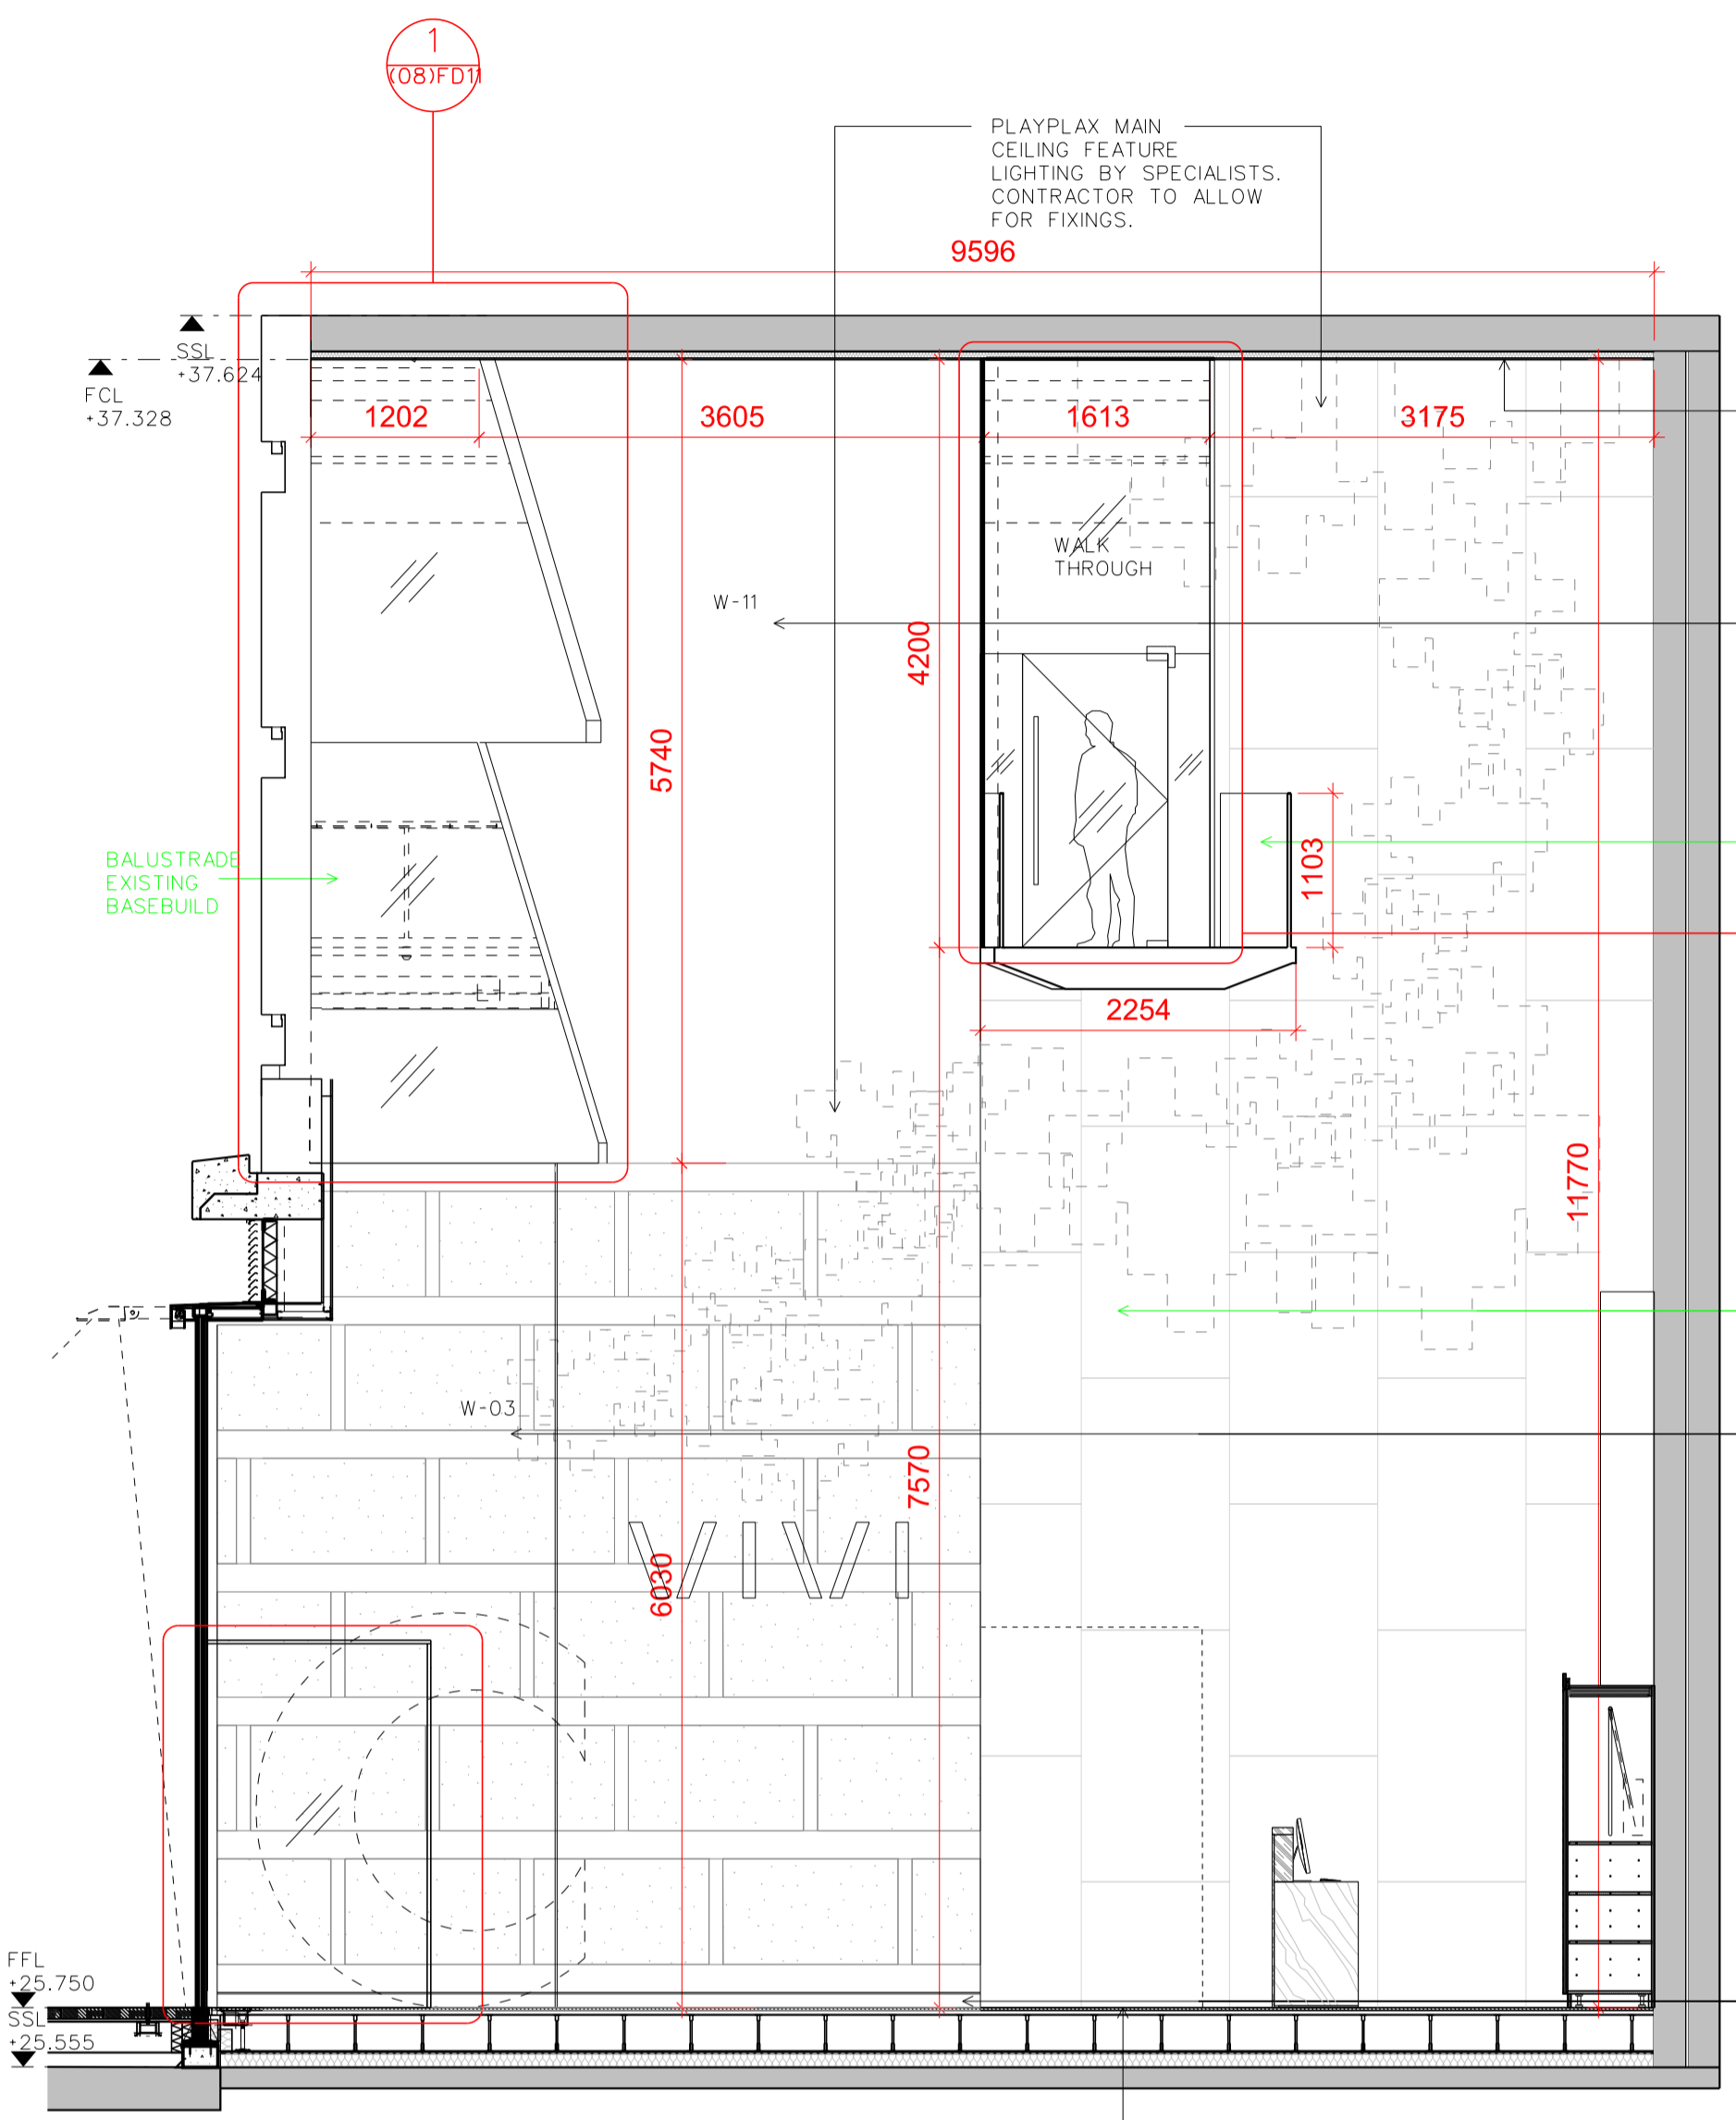 1
(08)FD11
PLAYPLAX MAIN
CEILING FEATURE
LIGHTING BY SPECIALISTS.
CONTRACTOR TO ALLOW
FOR FIXINGS.
9596
SSL
+37.624
FCL
+37.328
1202
3605
1613
3175
WALK
THROUGH
W-11
4200
5740
BALUSTRADE
EXISTING
BASEBUILD
1103
2254
11770
W-03
7570
VIVI
6030
FFL
+25.750
SSL
+25.555